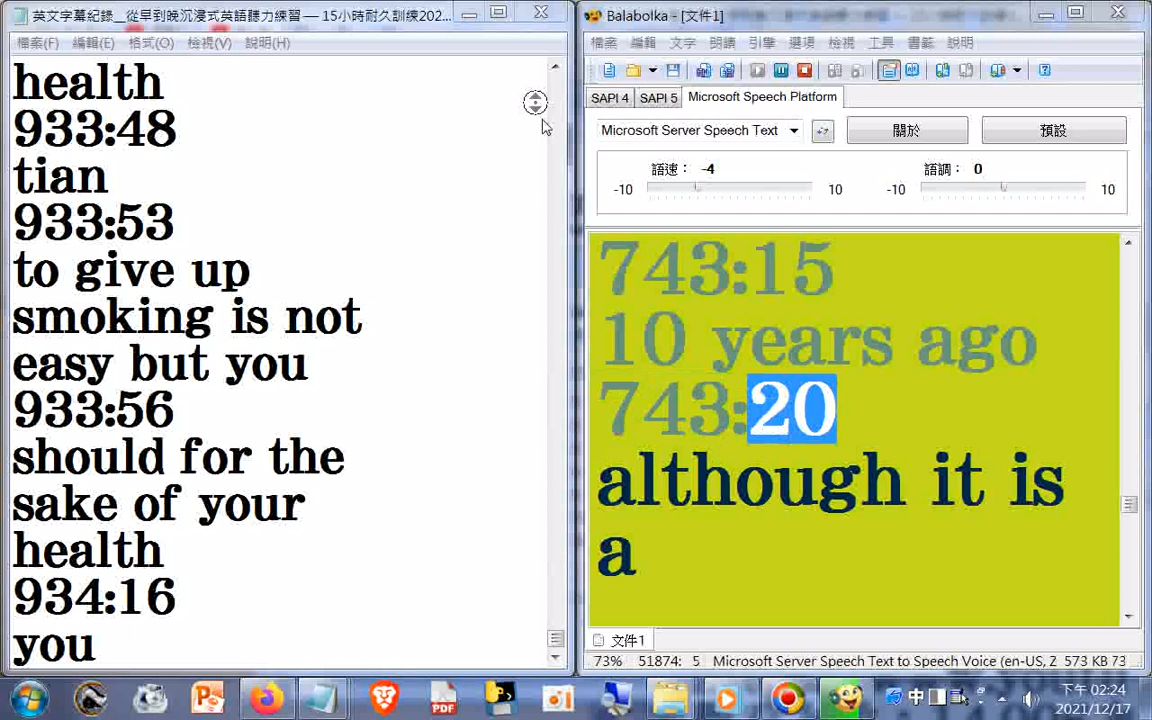 英文字幕紀錄__從早到晚沉浸式英語聽力練習 — 15小時耐久訓練202...
檔案(F) 編輯(E) 格式(O) 檢視(V) 說明(H)
health
933:48
tian
933:53
to give up
smoking is not
easy but you
933:56
should for the
sake of your
health
934:16
you
Balabolka - [文件1]
檔案 編輯 文字 朗讀 引擎 選項 檢視 工具 書籤 說明
SAPI 4 SAPI 5 Microsoft Speech Platform
Microsoft Server Speech Text 關於 預設
語速： -4 語調： 0
-10 10 -10 10
743:15
10 years ago
743:20
although it is
a
文件1
73% 51874: 5 Microsoft Server Speech Text to Speech Voice (en-US, 2 573 KB 73
PDF 中 下午 02:24
2021/12/17